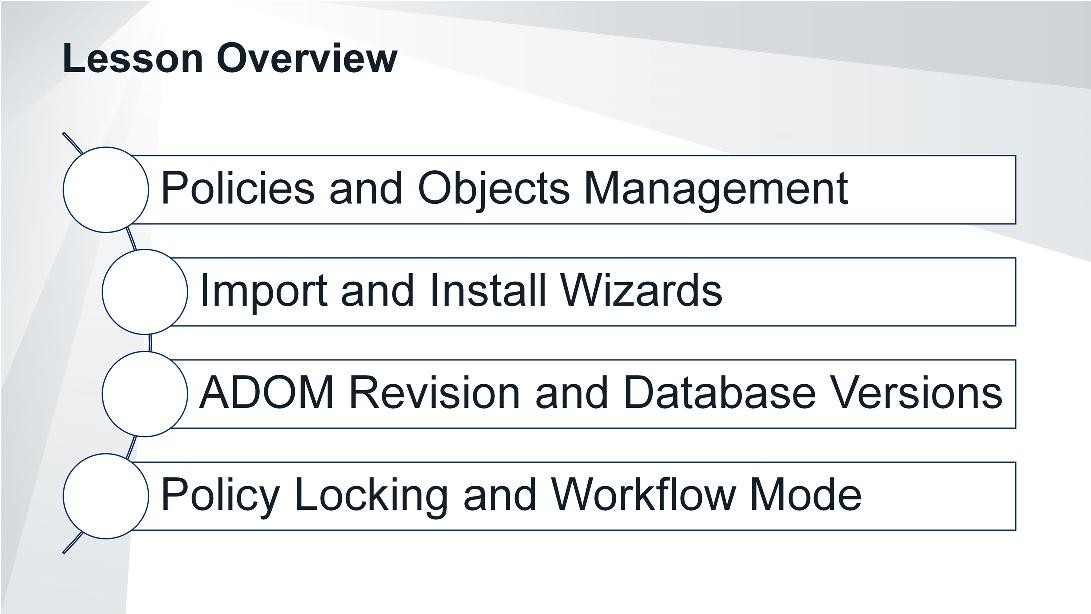 Lesson Overview
Policies and Objects Management
Import and Install Wizards
ADOM Revision and Database Versions
Policy Locking and Workflow Mode